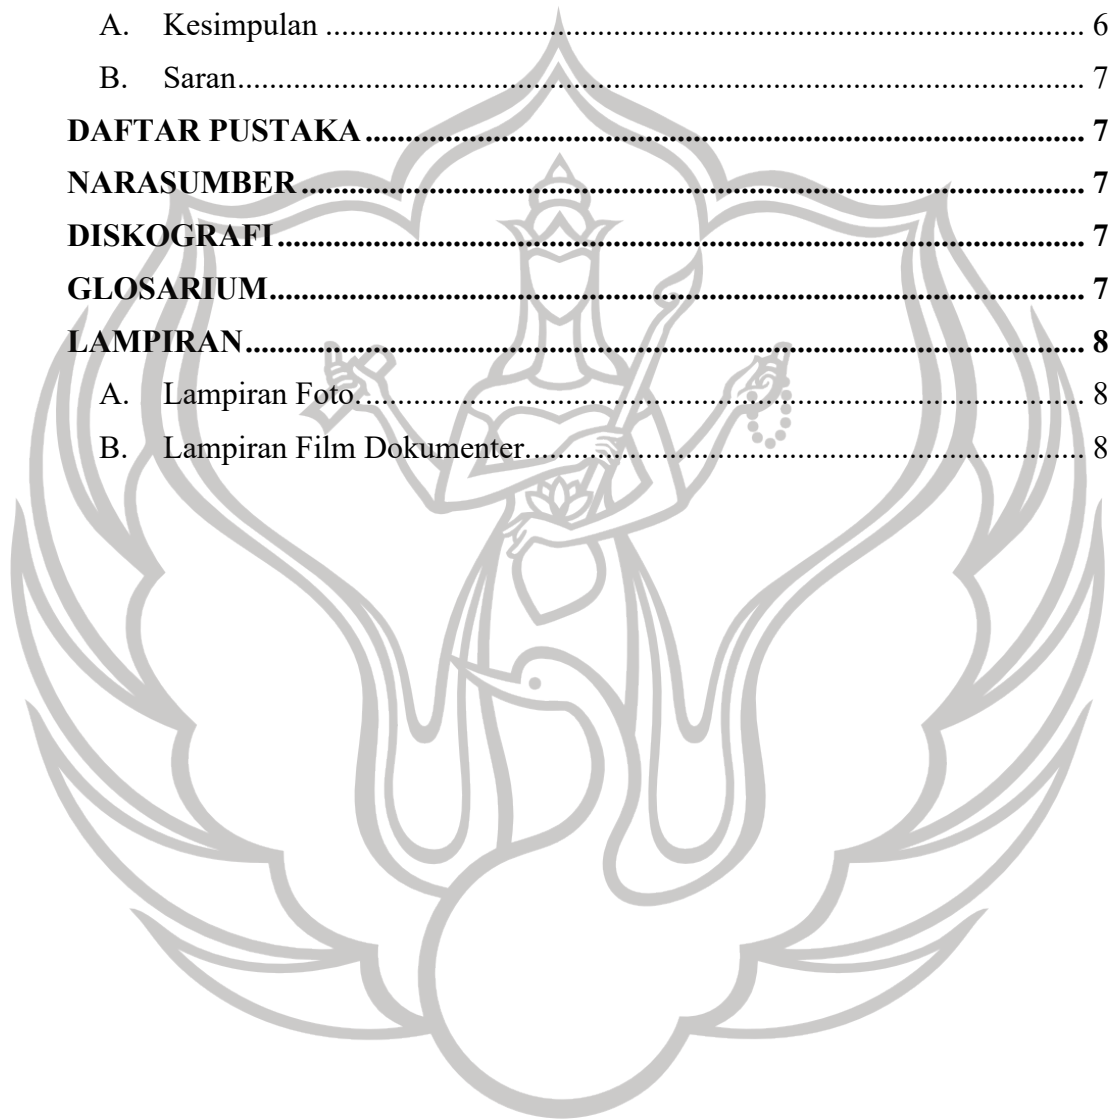 A. Kesimpulan ................................................................................................ 6
B. Saran........................................................................................................... 7
DAFTAR PUSTAKA .......................................................................................... 7
NARASUMBER .................................................................................................. 7
DISKOGRAFI ..................................................................................................... 7
GLOSARIUM...................................................................................................... 7
LAMPIRAN ......................................................................................................... 8
A. Lampiran Foto............................................................................................ 8
B. Lampiran Film Dokumenter...................................................................... 8